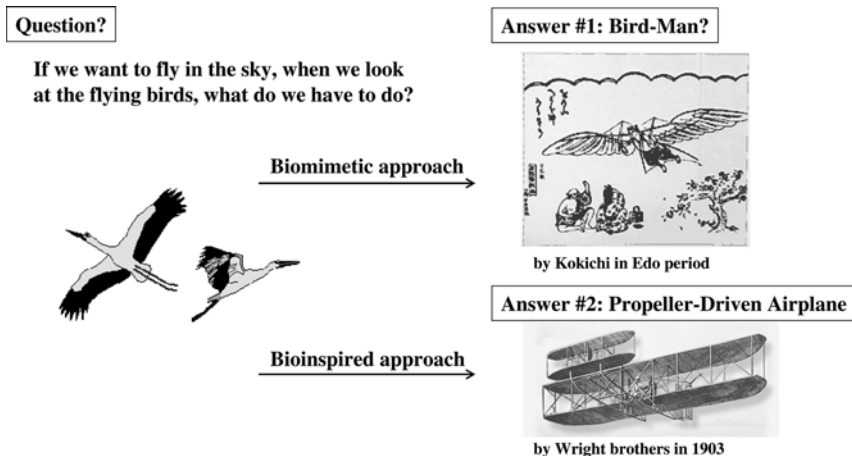 Question?
If we want to fly in the sky, when we look
at the flying birds, what do we have to do?
Answer #1: Bird-Man?
Biomimetic approach
by Kokichi in Edo period
Answer #2: Propeller-Driven Airplane
Bioinspired approach
by Wright brothers in 1903